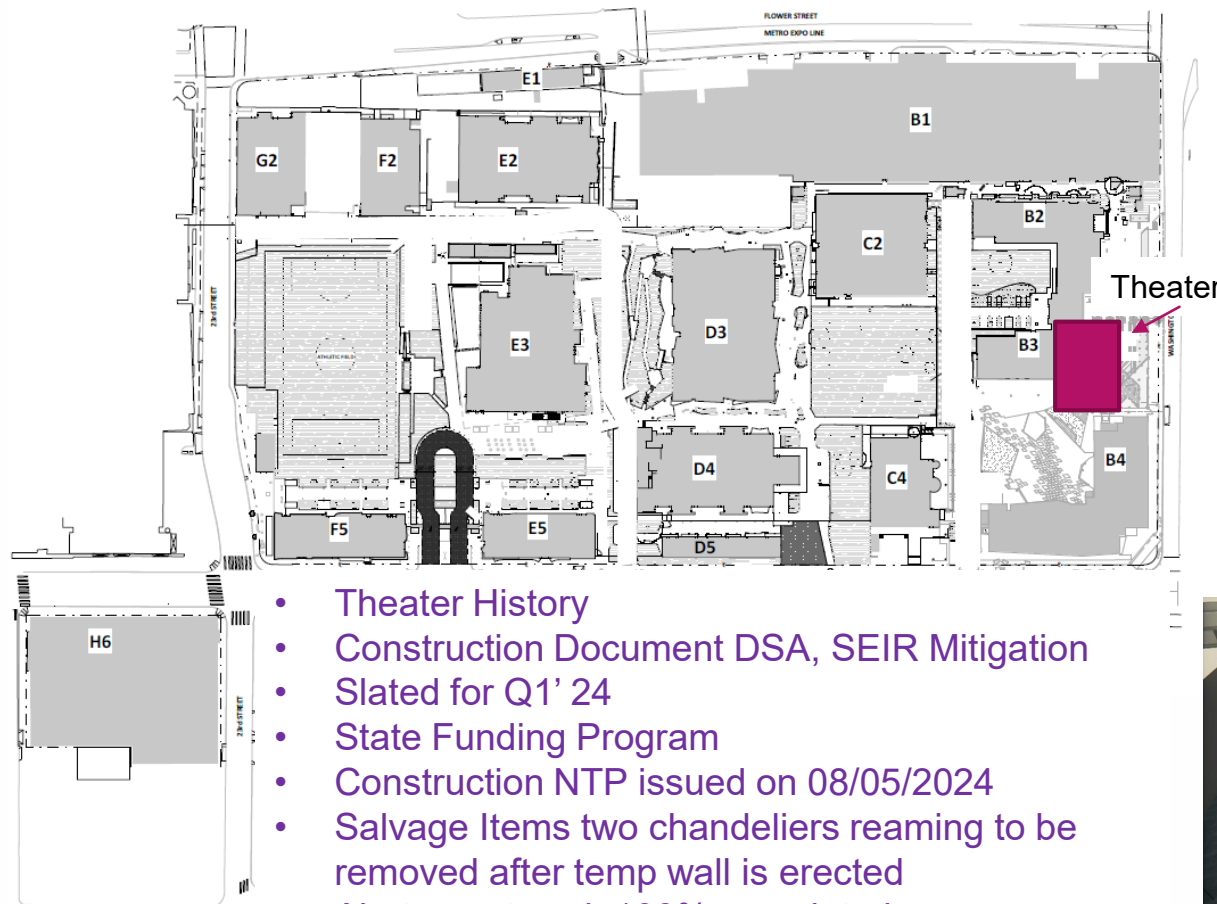 FLOWER STREET
METRO EXPO LINE
E1
B1
G2
F2
E2
B2
C2
Theater
23rd STREET
WASHINGTO
ATHLETIC FIELD
E3
D3
B3
D4
C4
B4
F5
E5
D5
H6
23rd STREET
• Theater History
• Construction Document DSA, SEIR Mitigation
• Slated for Q1’ 24
• State Funding Program
• Construction NTP issued on 08/05/2024
• Salvage Items two chandeliers reaming to be
removed after temp wall is erected